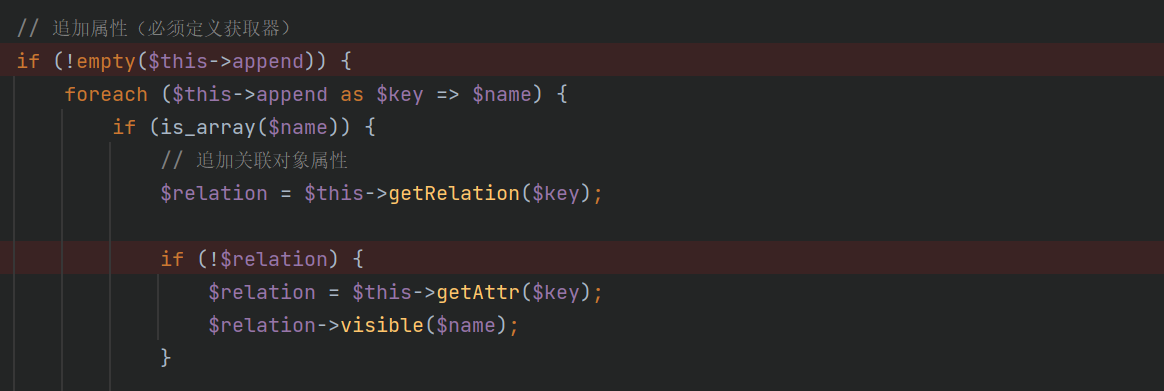 // 追加属性（必须定义获取器）
if (!empty($this->append)) {
foreach ($this->append as $key => $name) {
if (is_array($name)) {
// 追加关联对象属性
$relation = $this->getRelation($key);
if (!$relation) {
$relation = $this->getAttr($key);
$relation->visible($name);
}